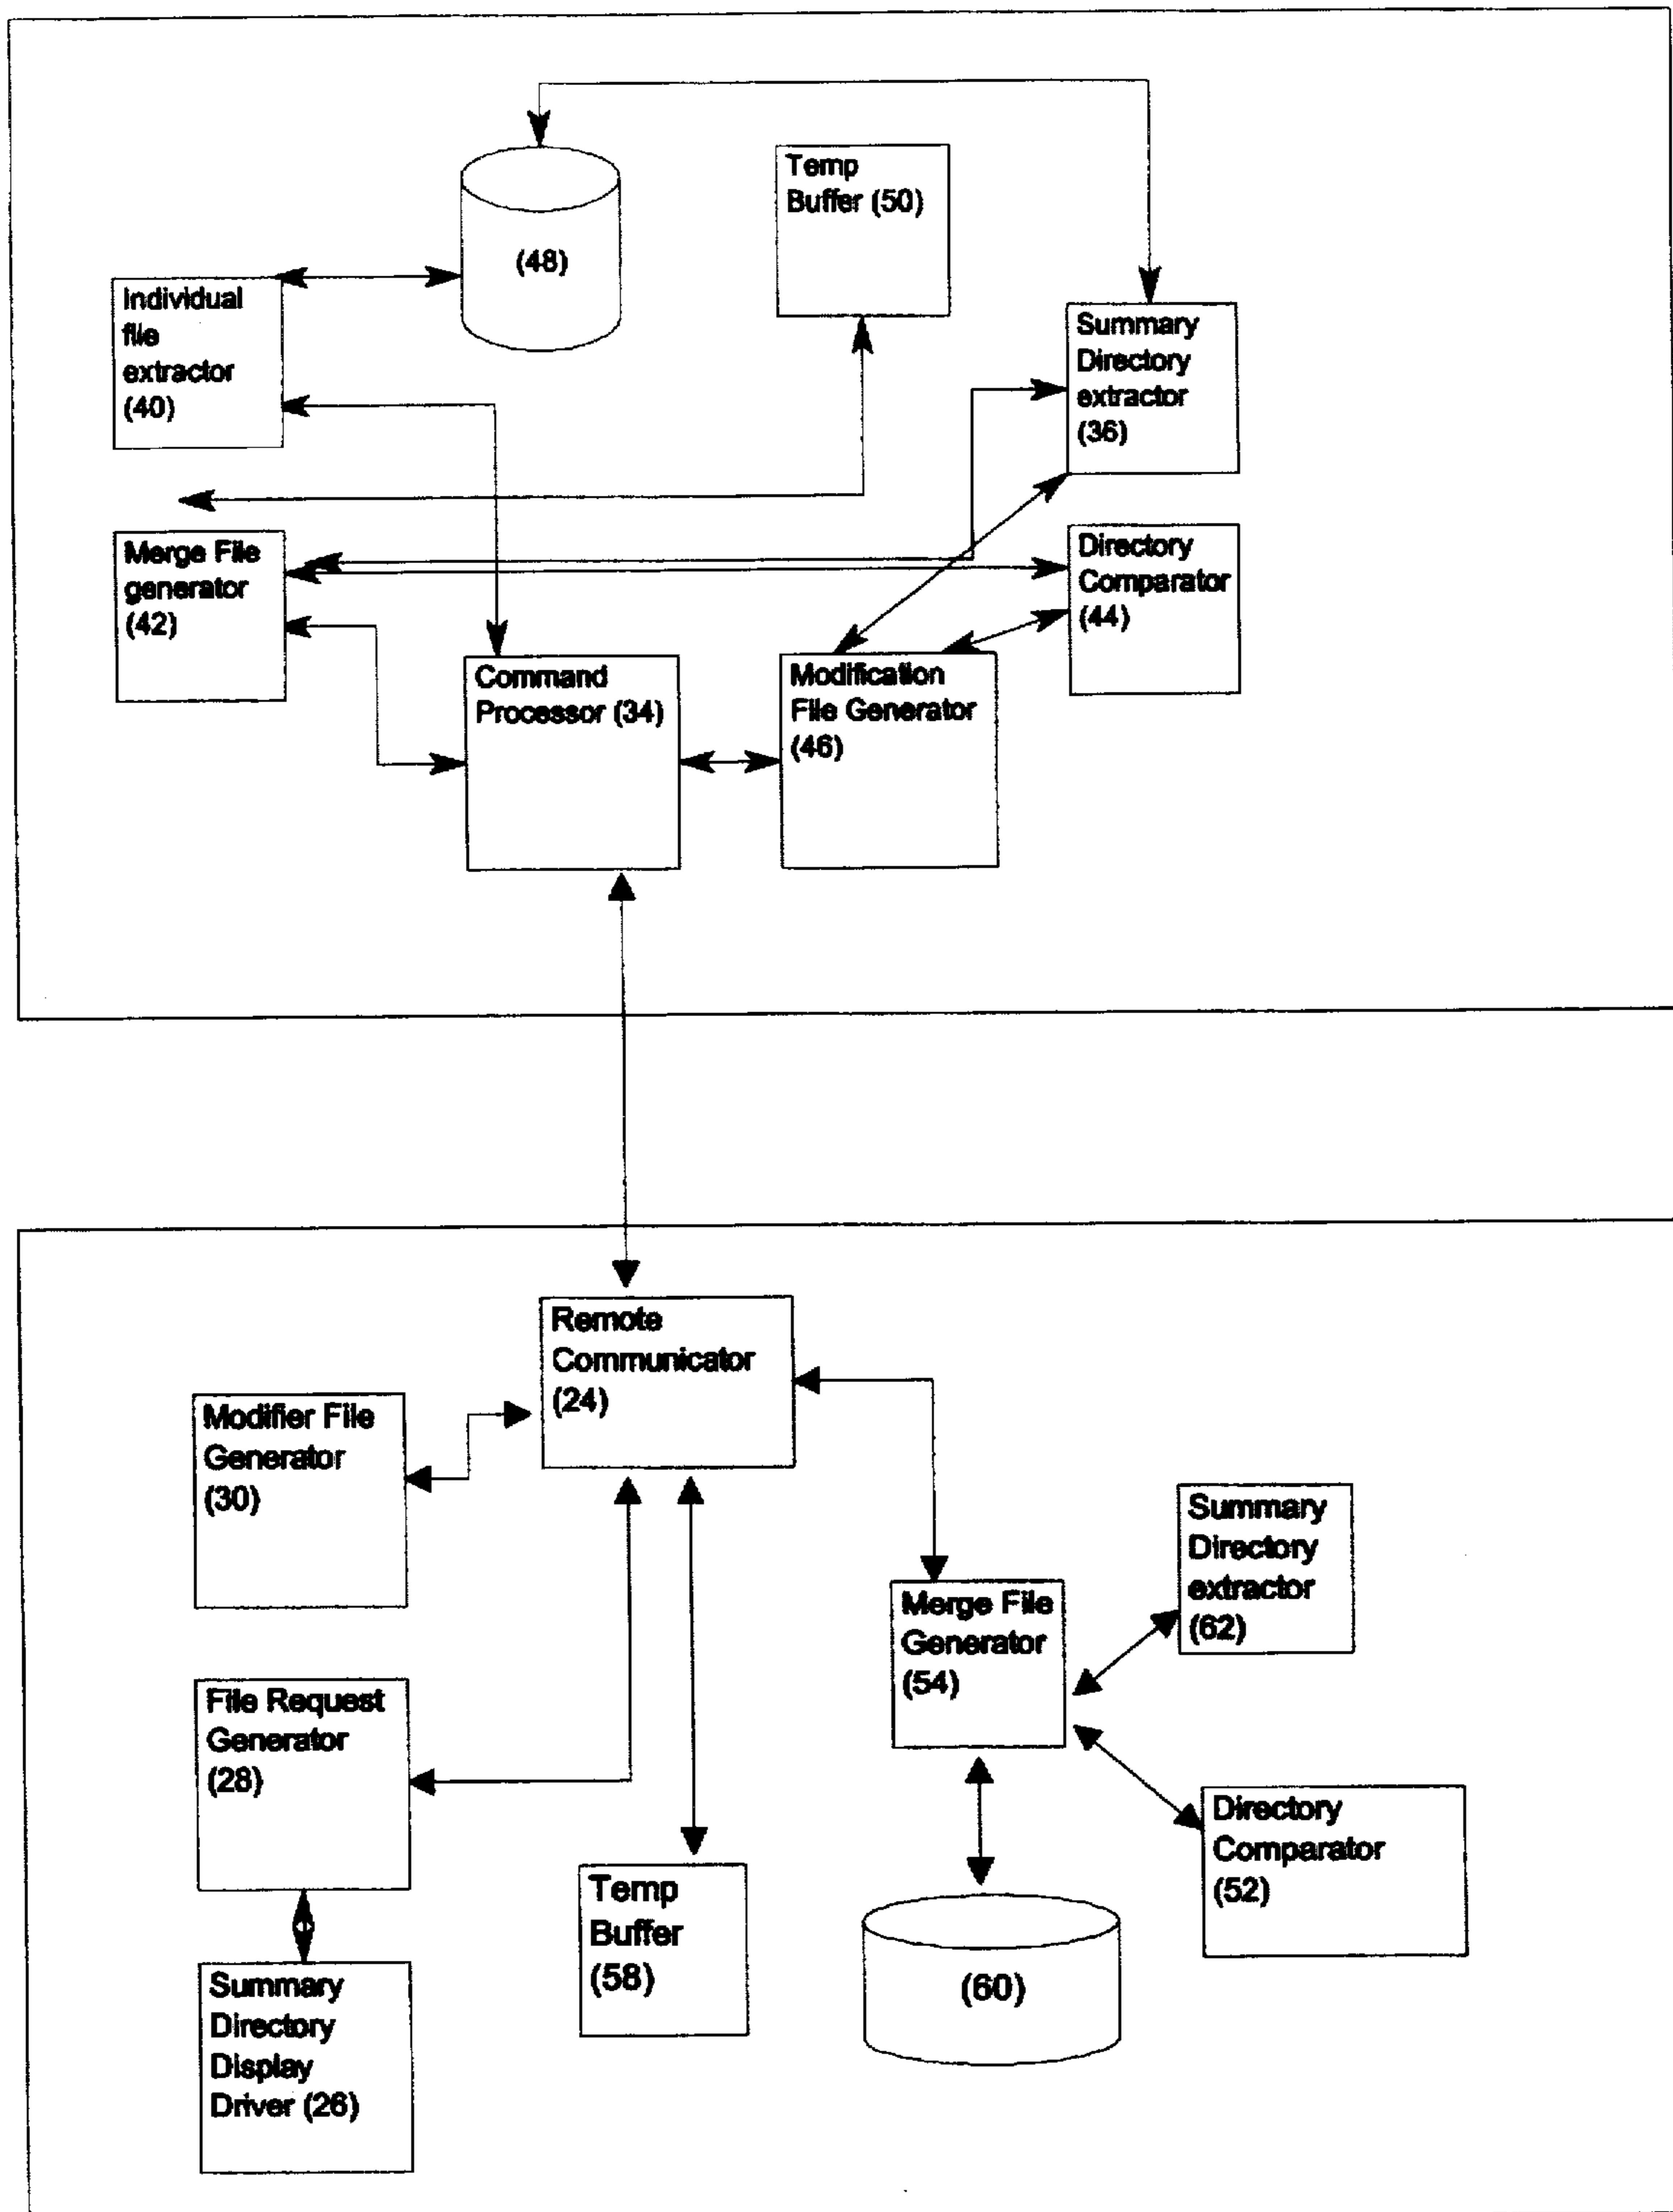 (48)
Temp
Buffer (50)
Individual
file
extractor
(40)
Summary
Directory
extractor
(36)
Merge File
generator
(42)
Directory
Comparator
(44)
Command
Processor (34)
Modification
File Generator
(46)
Remote
Communicator
(24)
Modifier File
Generator
(30)
Summary
Directory
extractor
(62)
Merge File
Generator
(54)
File Request
Generator
(28)
Directory
Comparator
(52)
Temp
Buffer
(58)
(60)
Summary
Directory
Display
Driver (26)